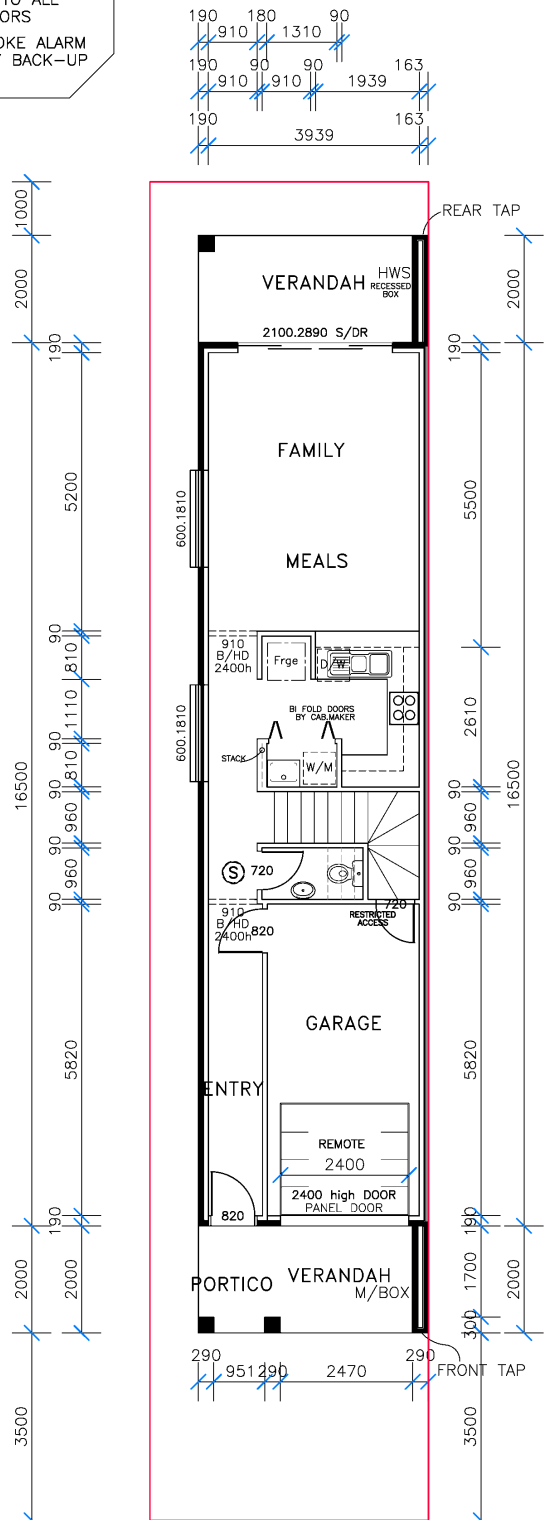 TO ALL
ORS
OKE ALARM
BACK-UP
190 180 90
910 1310
190 90 90 163
910 910 1939
190 163
3939
1000
REAR TAP
2000
VERANDAH
HWS
RECESSED
BOX
2000
2100.2890 S/DR
190
190
FAMILY
5200
600.1810
5500
MEALS
16500
16500
90
910
B/HD
2400h
Frge
D/W
810
1110
BI FOLD DOORS
BY CAB.MAKER
600.1810
2610
90
STACK
W/M
810
90
90
960
960
90
90
S
720
960
960
90
90
910
B/HD
2400h
820
720
RESTRICTED
ACCESS
GARAGE
5820
5820
ENTRY
REMOTE
2400
2400 high DOOR
PANEL DOOR
820
190
190
2000
2000
PORTICO
VERANDAH
M/BOX
1700
2000
300
290 290
951 290 2470
FRONT TAP
3500
3500